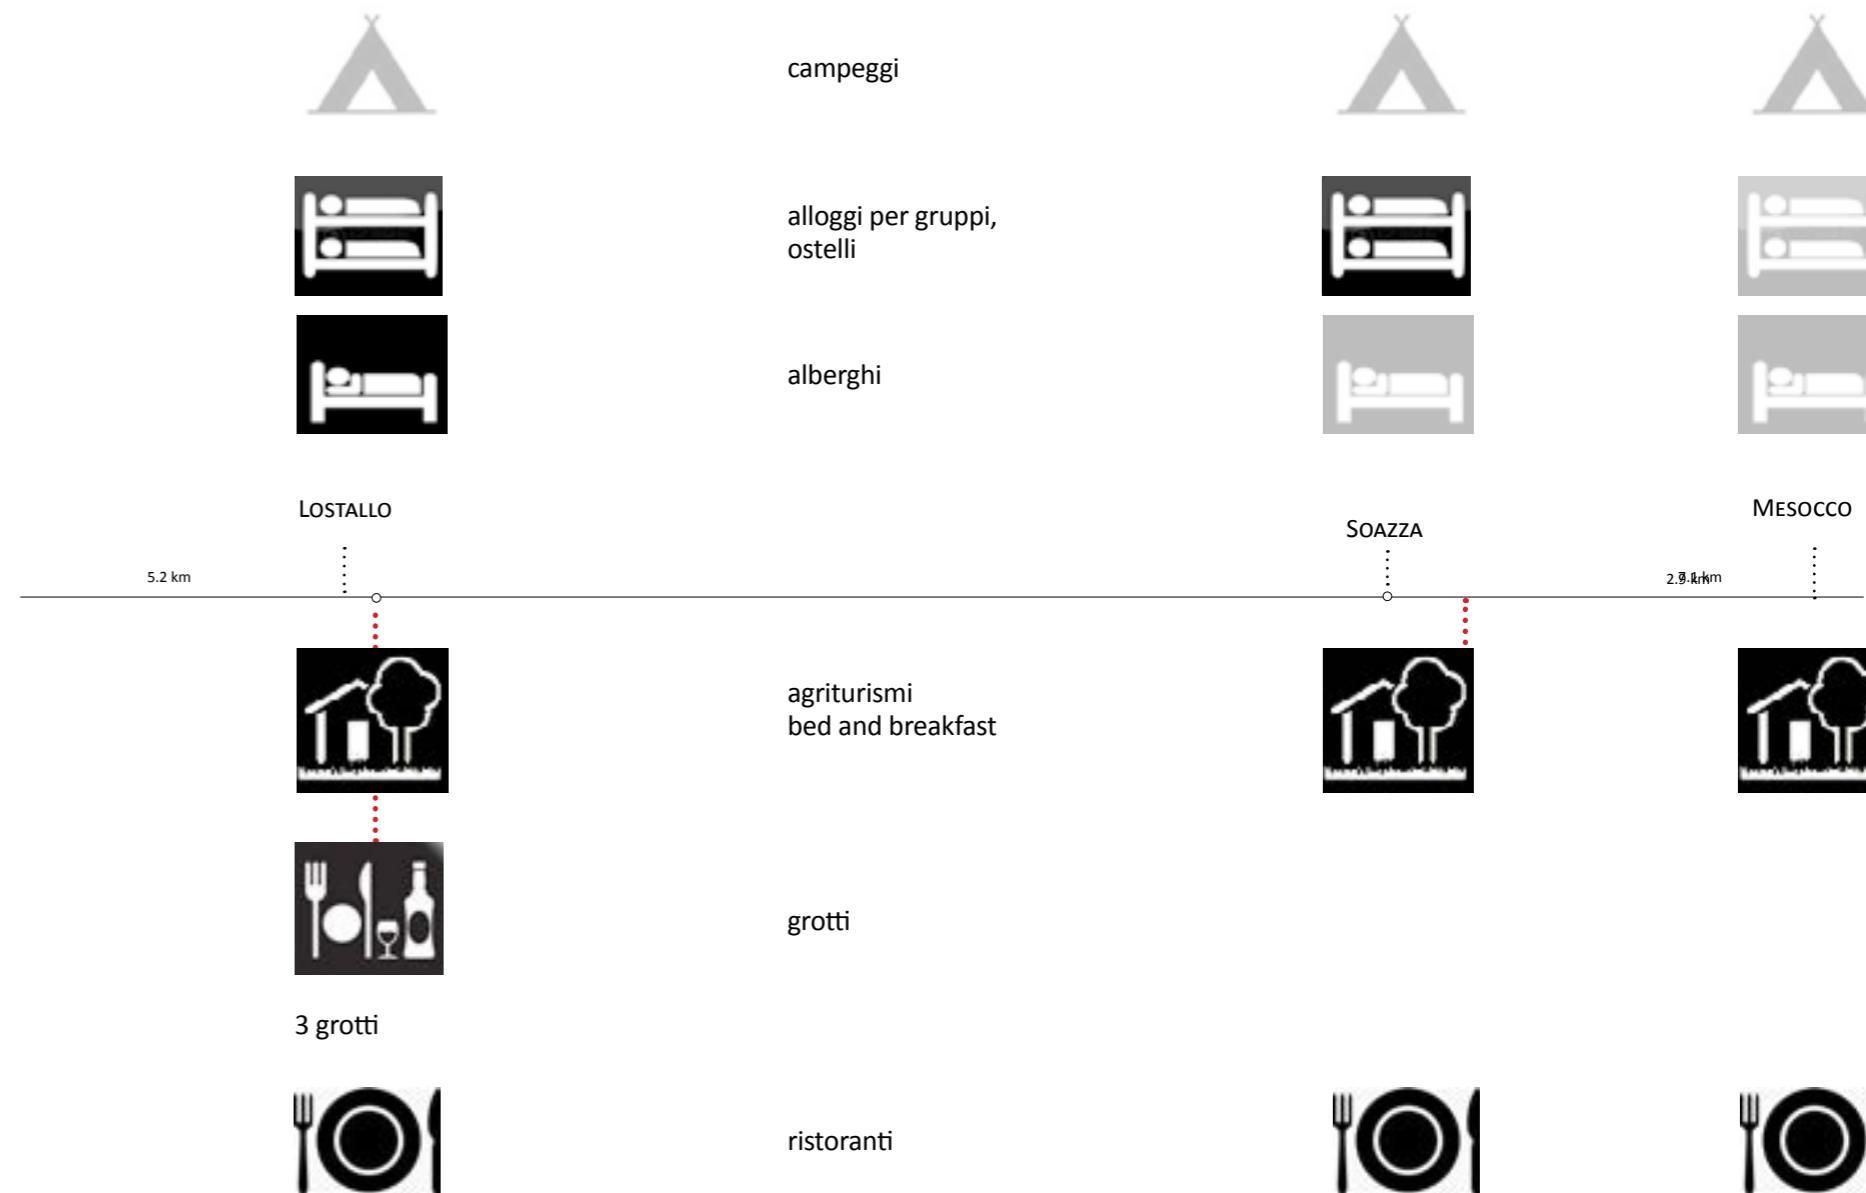 campeggi
alloggi per gruppi,
ostelli
alberghi
Lostallo
Soazza
Mesocco
5.2 km
agriturismi
bed and breakfast
grotti
3 grotti
ristoranti